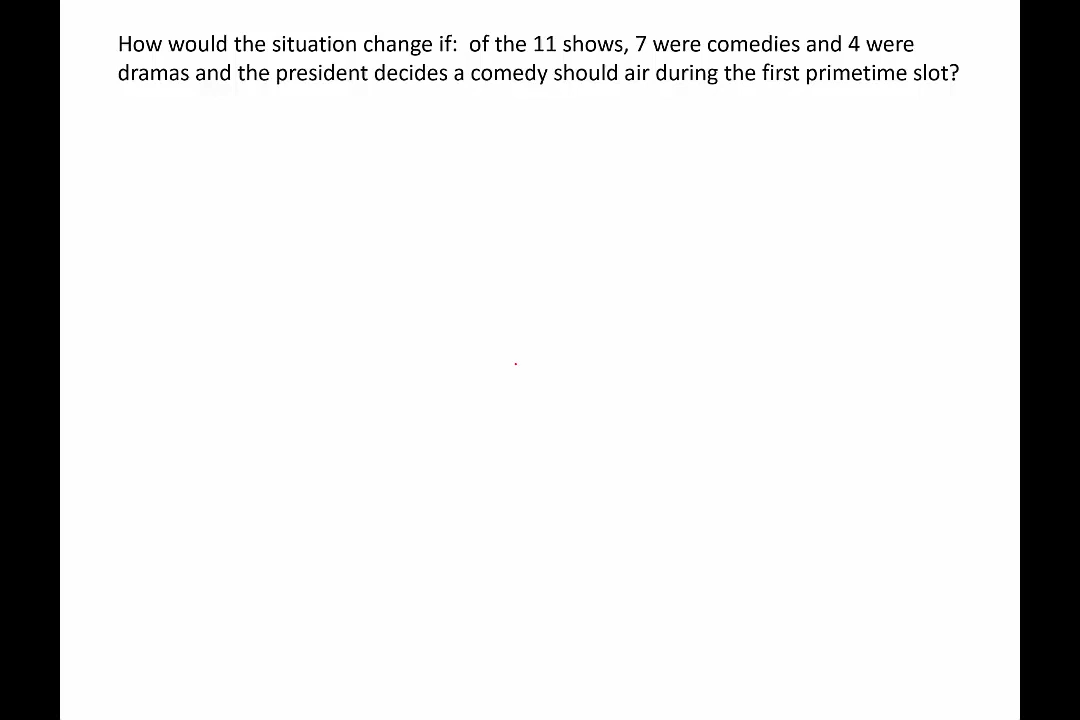 How would the situation change if:  of the 11 shows, 7 were comedies and 4 were
dramas and the president decides a comedy should air during the first primetime slot?